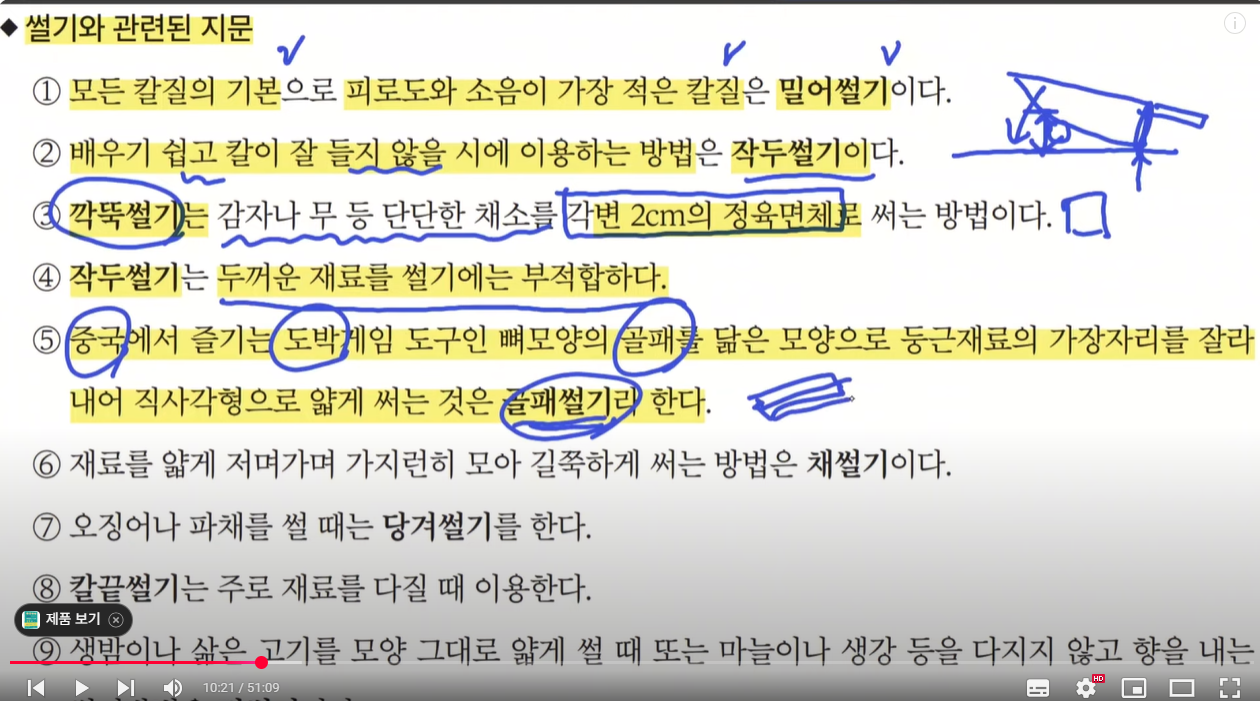 ◆ 썰기와 관련된 지문
① 모든 칼질의 기본으로 피로도와 소음이 가장 적은 칼질은 밀어썰기이다.
② 배우기 쉽고 칼이 잘 들지 않을 시에 이용하는 방법은 작두썰기이다.
③ 깍뚝썰기는 감자나 무 등 단단한 채소를 각변 2cm의 정육면체로 써는 방법이다.
④ 작두썰기는 두꺼운 재료를 썰기에는 부적합하다.
⑤ 중국에서 즐기는 도박게임 도구인 뼈모양의 골패를 닮은 모양으로 둥근재료의 가장자리를 잘라
내어 직사각형으로 얇게 써는 것은 골패썰기라 한다.
⑥ 재료를 얇게 저며가며 가지런히 모아 길쭉하게 써는 방법은 채썰기이다.
⑦ 오징어나 파채를 썰 때는 당겨썰기를 한다.
⑧ 칼끝썰기는 주로 재료를 다질 때 이용한다.
제품 보기
⑨ 생밤이나 삶은 고기를 모양 그대로 얇게 썰 때 또는 마늘이나 생강 등을 다지지 않고 향을 내는
10:21 / 51:09
HD